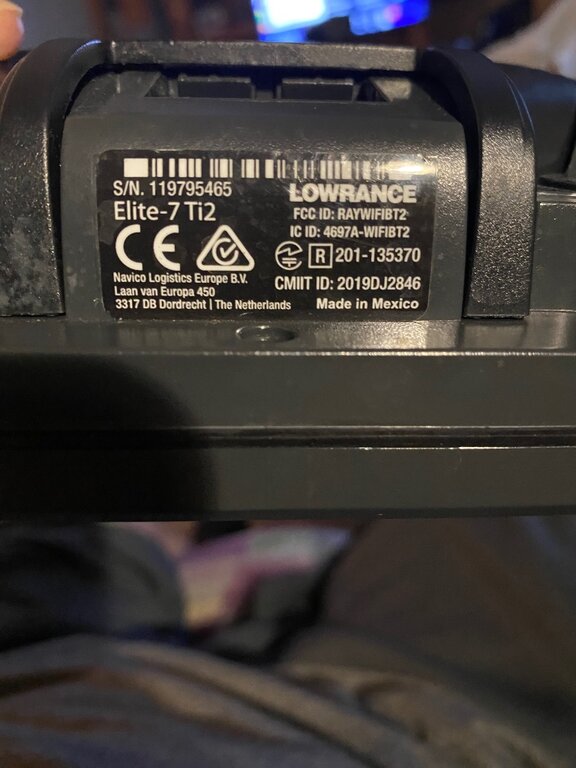 S/N. 119795465
LOWRANCE
Elite-7 Ti2
FCC ID: RAYWIFIBT2
IC ID: 4697A-WIFIBT2
CE
R 201-135370
Navico Logistics Europe B.V.
Laan van Europa 450
3317 DB Dordrecht | The Netherlands
CMIIT ID: 2019DJ2846
Made in Mexico